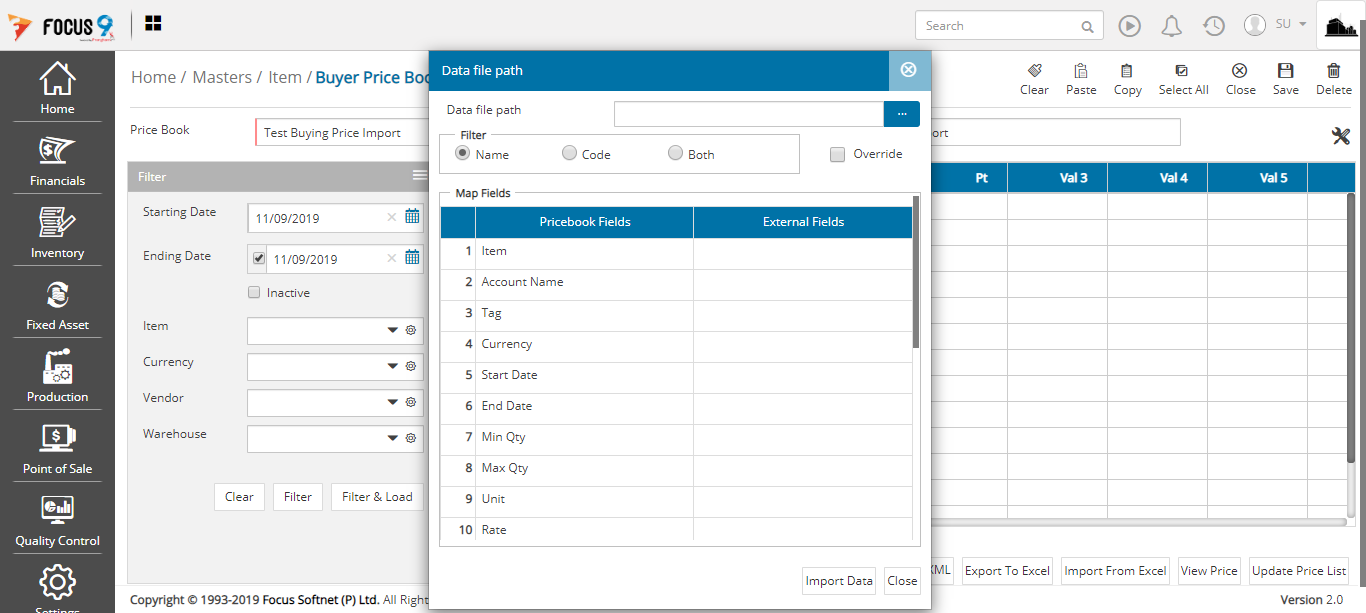 FOCUS 9
Search
SU
Home
Financials
Inventory
Fixed Asset
Production
Point of Sale
Quality Control
Settings
Home / Masters / Item / Buyer Price Boo
Clear
Paste
Copy
Select All
Close
Save
Delete
Price Book
Test Buying Price Import
ort
Filter
Starting Date
11/09/2019
Ending Date
11/09/2019
Inactive
Item
Currency
Vendor
Warehouse
Clear
Filter
Filter & Load
Pt
Val 3
Val 4
Val 5
Data file path
Data file path
...
Filter
Name
Code
Both
Override
Map Fields
Pricebook Fields
External Fields
1 Item
2 Account Name
3 Tag
4 Currency
5 Start Date
6 End Date
7 Min Qty
8 Max Qty
9 Unit
10 Rate
Import Data
Close
XML
Export To Excel
Import From Excel
View Price
Update Price List
Copyright © 1993-2019 Focus Softnet (P) Ltd. All Right
Version 2.0